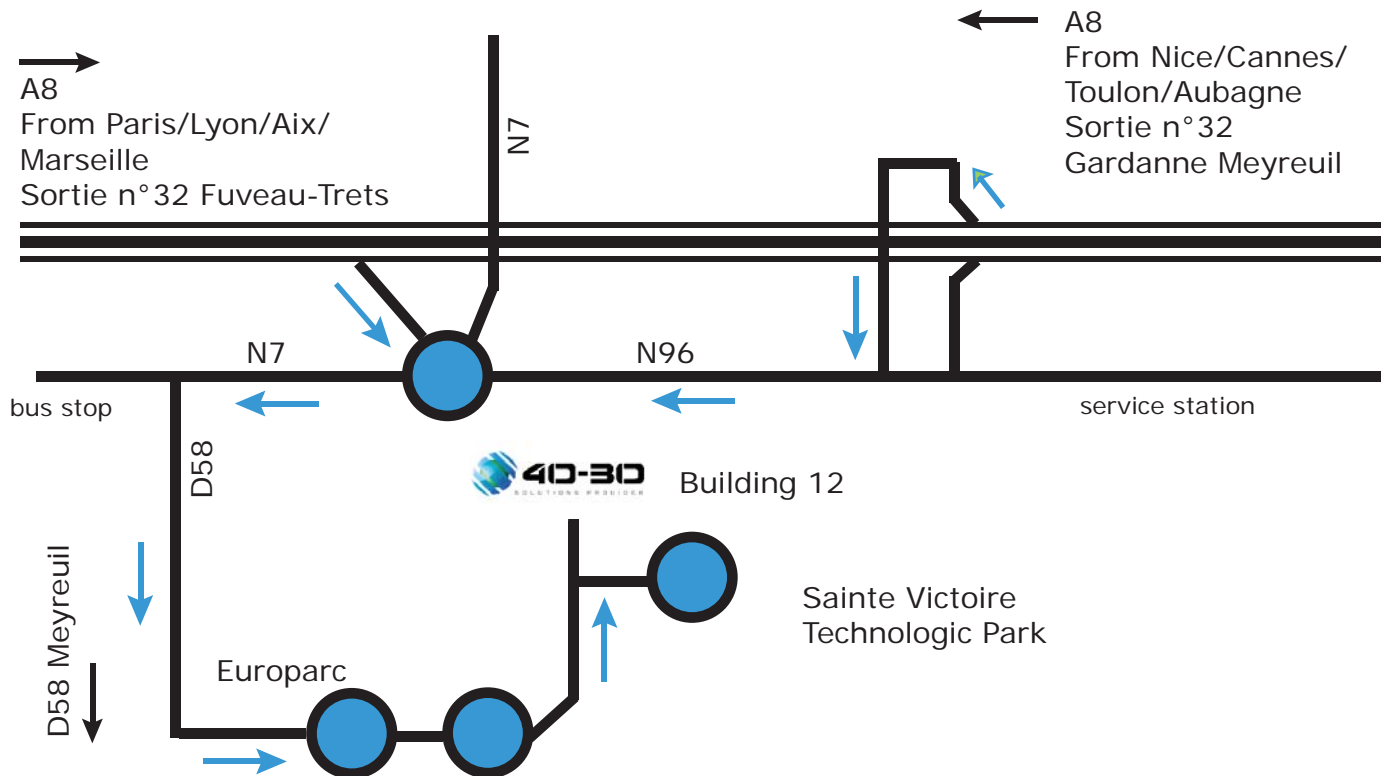 A8
From Paris/Lyon/Aix/
Marseille
Sortie n°32 Fuveau-Trets
N7
A8
From Nice/Cannes/
Toulon/Aubagne
Sortie n°32
Gardanne Meyreuil
N7
N96
bus stop
service station
D58
40-30
SOLUTIONS PROVIDER
Building 12
D58 Meyreuil
Sainte Victoire
Technologic Park
Europarc